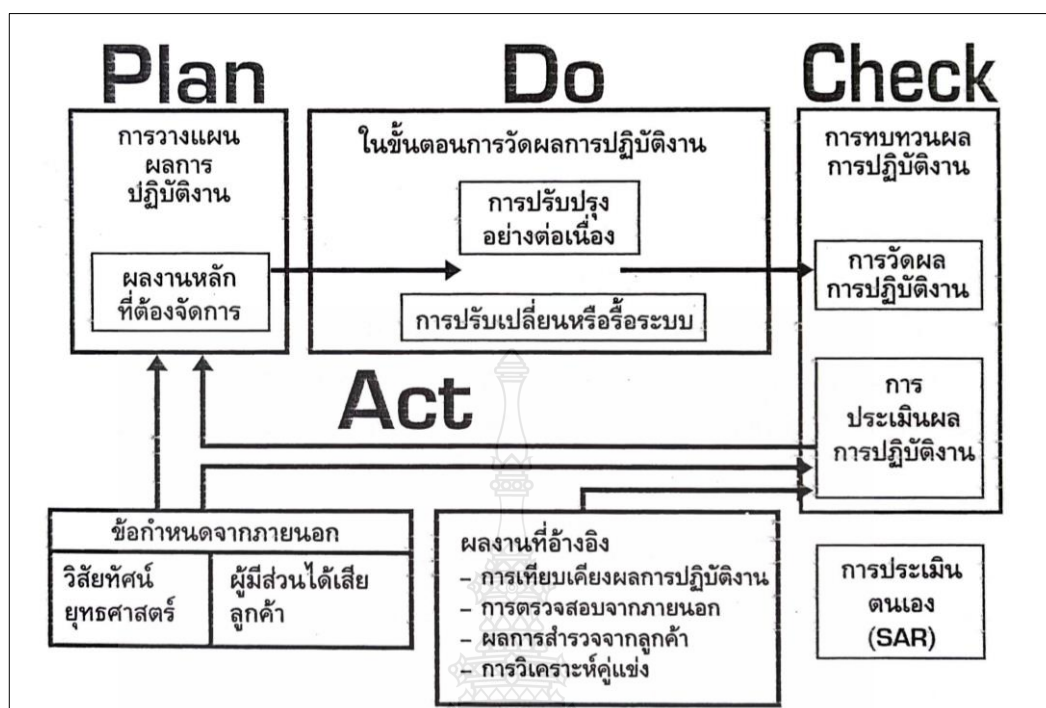 Plan
การวางแผน
ผลการ
ปฏิบัติงาน
ผลงานหลัก
ที่ต้องจัดการ
Do
ในขั้นตอนการวัดผลการปฏิบัติงาน
การปรับปรุง
อย่างต่อเนื่อง
การปรับเปลี่ยนหรือรื้อระบบ
Check
การทบทวนผล
การปฏิบัติงาน
การวัดผล
การปฏิบัติงาน
การ
ประเมินผล
การปฏิบัติงาน
Act
ข้อกำหนดจากภายนอก
วิสัยทัศน์
ยุทธศาสตร์
ผู้มีส่วนได้เสีย
ลูกค้า
ผลงานที่อ้างอิง
– การเทียบเคียงผลการปฏิบัติงาน
– การตรวจสอบจากภายนอก
– ผลการสำรวจจากลูกค้า
– การวิเคราะห์คู่แข่ง
การประเมิน
ตนเอง
(SAR)